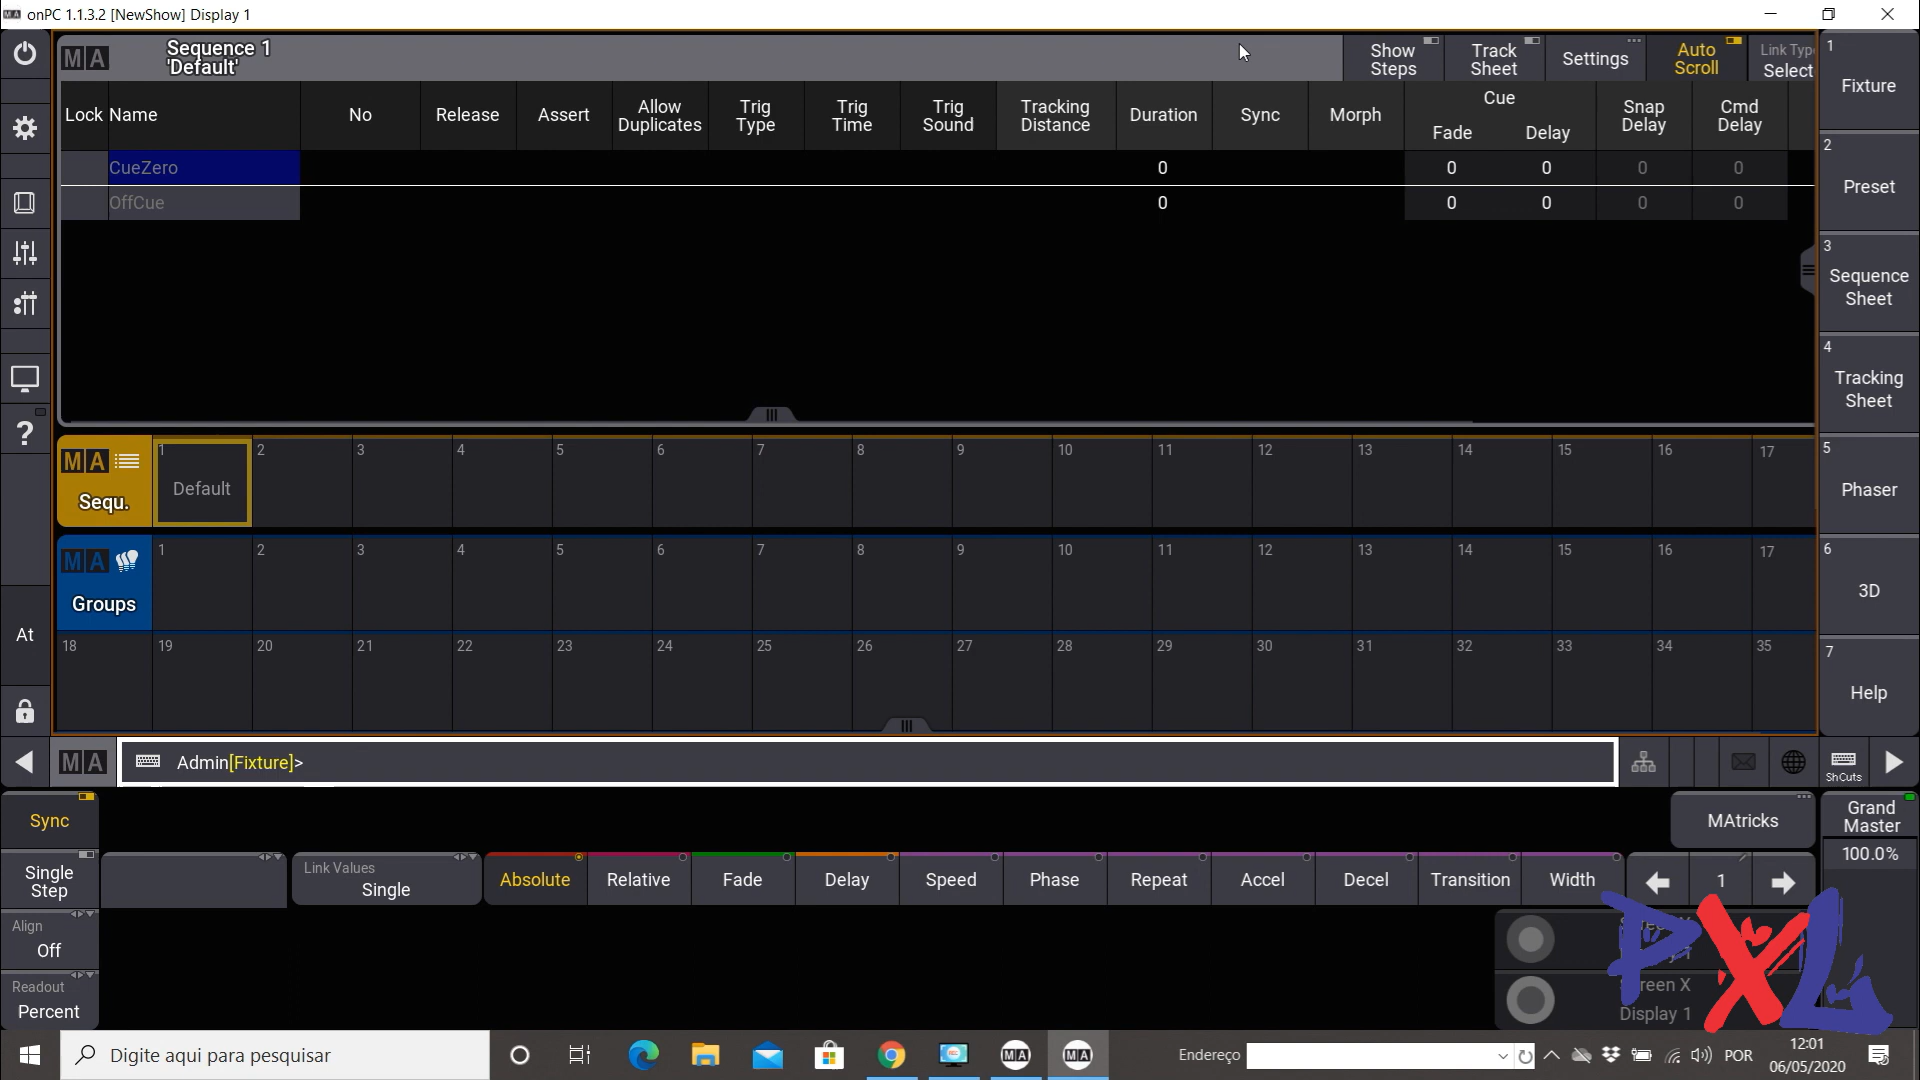 onPC 1.1.3.2 [NewShow] Display 1
MA
Sequence 1
'Default'
Show
Steps
Track
Sheet
Settings
Auto
Scroll
Link Type
Select
Lock
Name
No
Release
Assert
Allow
Duplicates
Trig
Type
Trig
Time
Trig
Sound
Tracking
Distance
Duration
Sync
Morph
Cue
Fade
Delay
Snap
Delay
Cmd
Delay
CueZero 0 0 0 0 0
OffCue 0 0 0 0 0
1
Fixture
2
Preset
3
Sequence
Sheet
4
Tracking
Sheet
5
Phaser
6
3D
7
Help
MA
Sequ.
1 2 3 4 5 6 7 8 9 10 11 12 13 14 15 16 17
Default
MA
Groups
1 2 3 4 5 6 7 8 9 10 11 12 13 14 15 16 17
18 19 20 21 22 23 24 25 26 27 28 29 30 31 32 33 34 35
?
At
MA
Admin[Fixture]>
ShCuts
Sync
MAtricks
Grand
Master
100.0%
Single
Step
Link Values
Single
Absolute
Relative
Fade
Delay
Speed
Phase
Repeat
Accel
Decel
Transition
Width
1
Align
Off
Readout
Percent
Screen X
Display 1
PXL
Digite aqui para pesquisar
MA
MA
Endereço
POR
12:01
06/05/2020